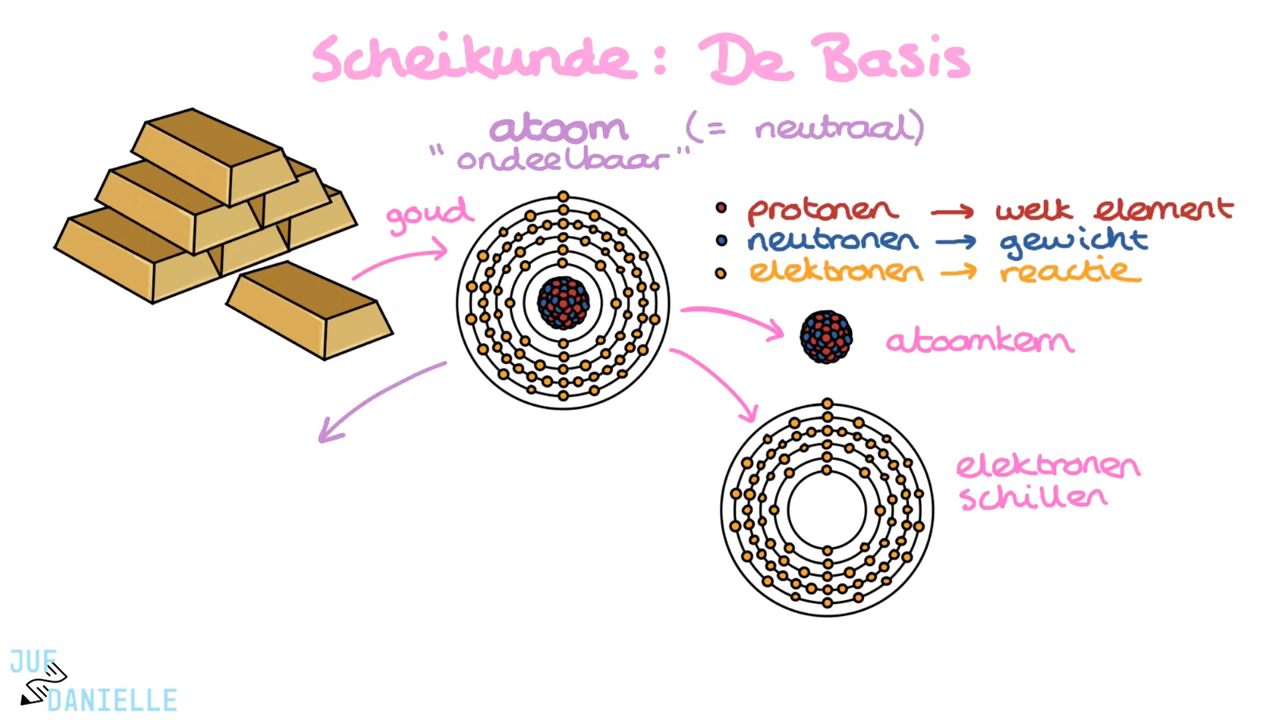 Scheikunde: De Basis
atoom (= neutraal)
"ondeelbaar"
goud
protonen → welk element
neutronen → gewicht
elektronen → reactie
atoomkern
elektronen
schillen
JUF
DANIELLE